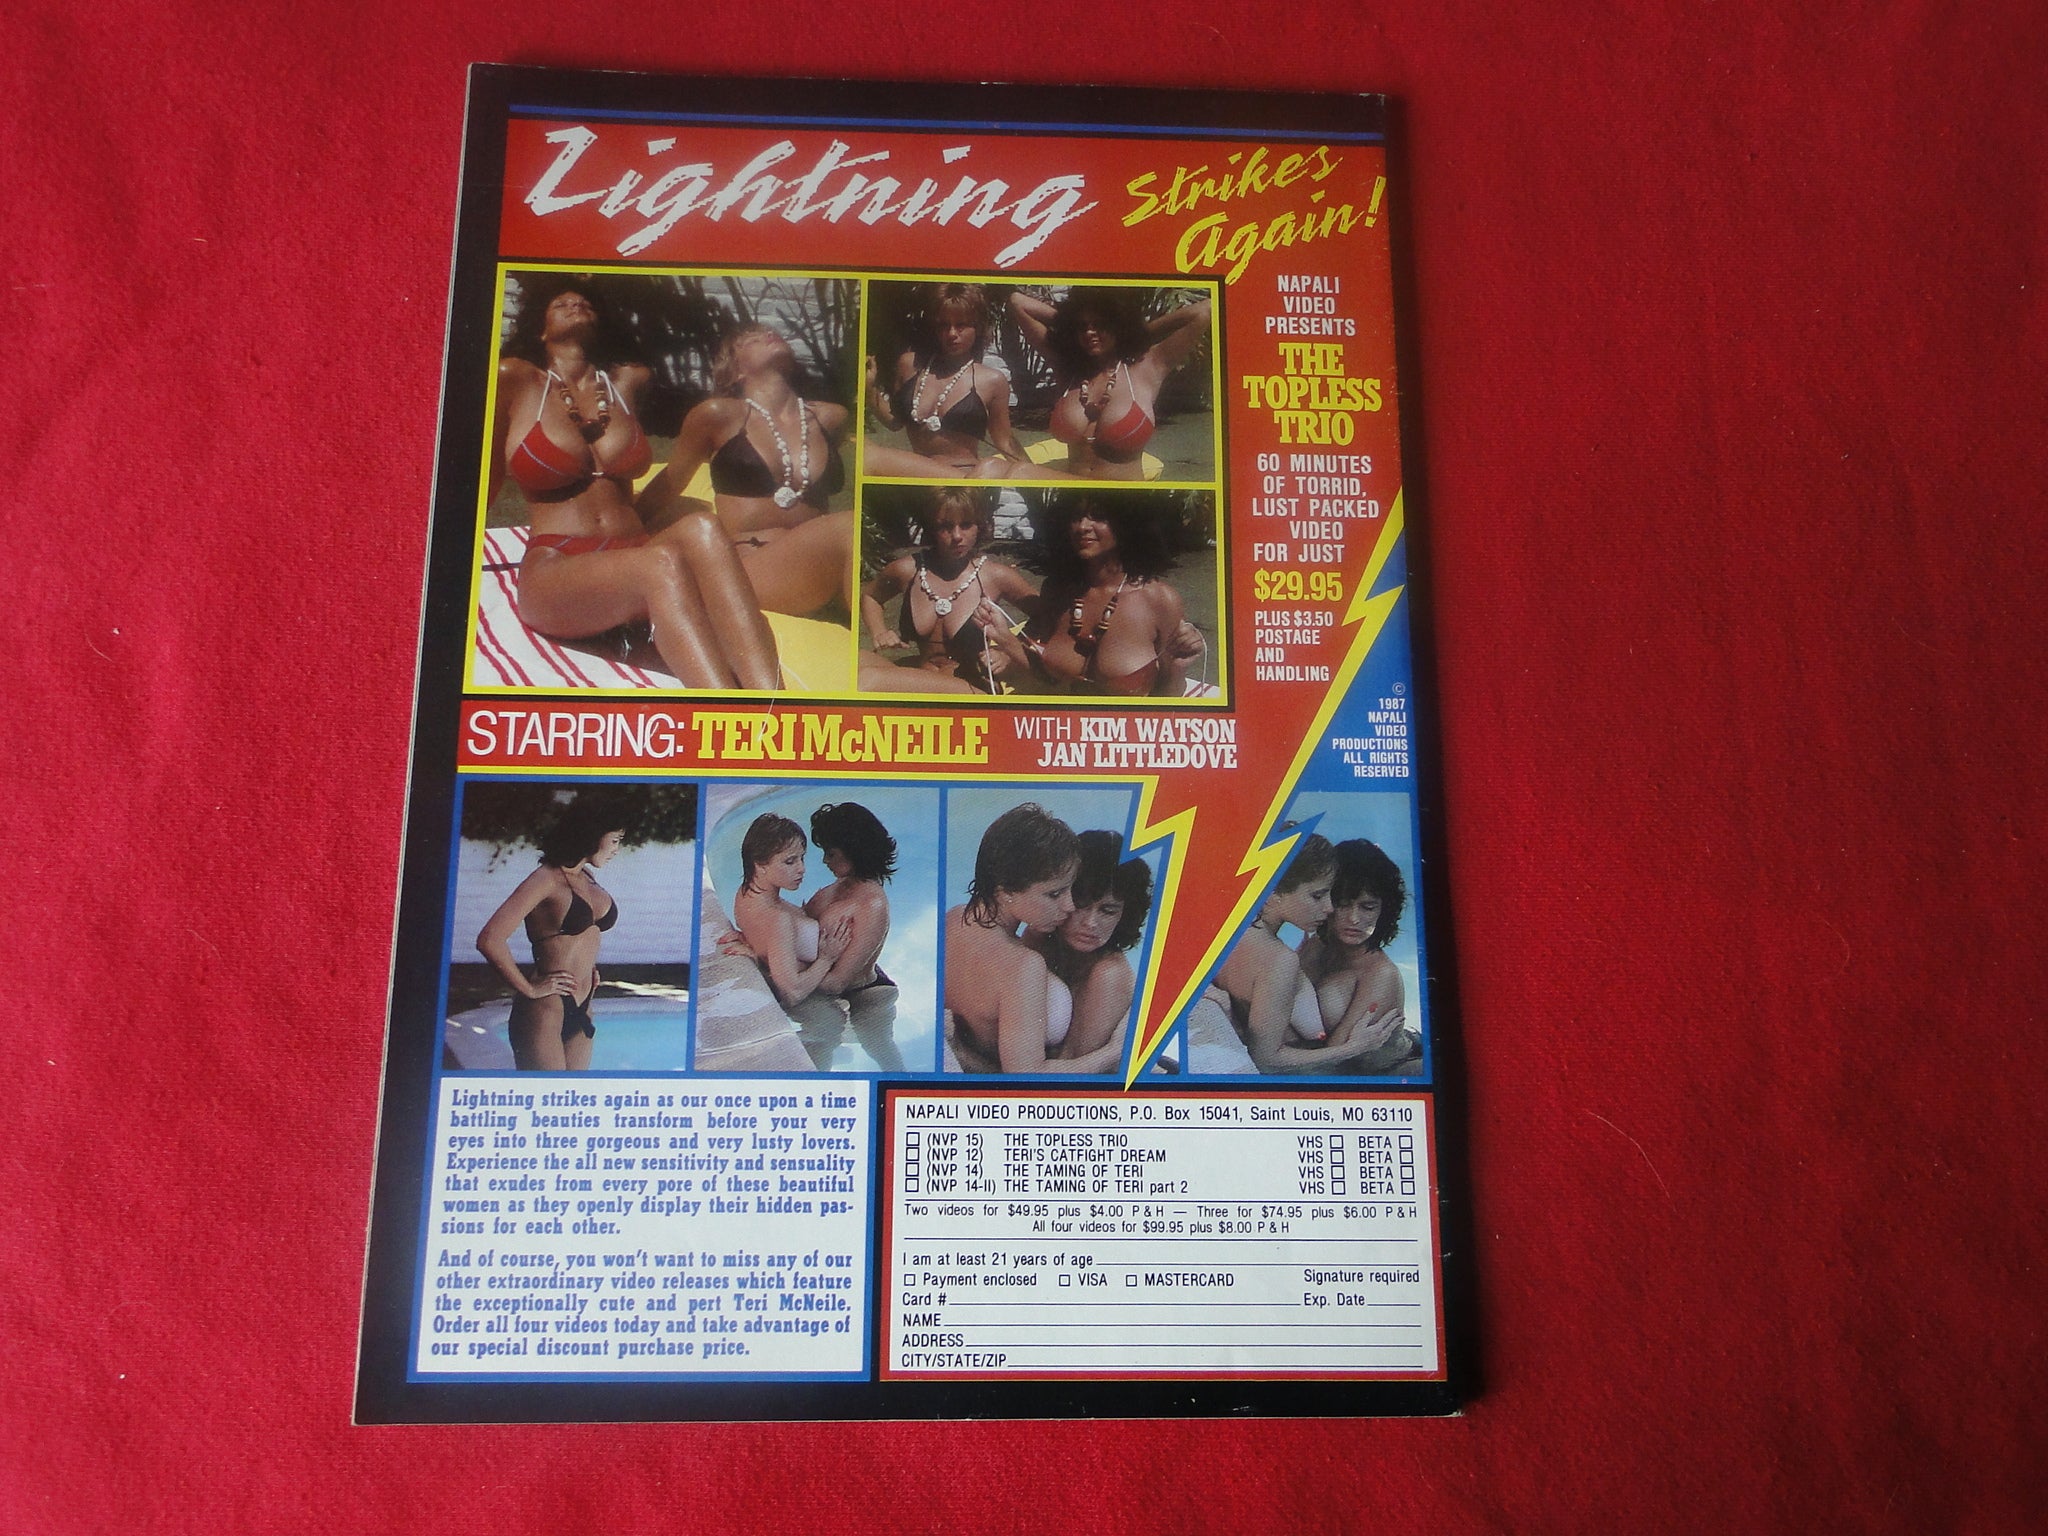 Lightning
Strikes
Again!
NAPALI
VIDEO
PRESENTS
THE
TOPLESS
TRIO
60 MINUTES
OF TORRID,
LUST PACKED
VIDEO
FOR JUST
$29.95
PLUS $3.50
POSTAGE
AND
HANDLING
©
1987
NAPALI
VIDEO
PRODUCTIONS
ALL RIGHTS
RESERVED
STARRING: TERI McNEILE WITH KIM WATSON
JAN LITTLEDOVE
Lightning strikes again as our once upon a time
battling beauties transform before your very
eyes into three gorgeous and very lusty lovers.
Experience the all new sensitivity and sensuality
that exudes from every pore of these beautiful
women as they openly display their hidden pas-
sions for each other.
And of course, you won't want to miss any of our
other extraordinary video releases which feature
the exceptionally cute and pert Teri McNeile.
Order all four videos today and take advantage of
our special discount purchase price.
NAPALI VIDEO PRODUCTIONS, P.O. Box 15041, Saint Louis, MO 63110
(NVP 15) THE TOPLESS TRIO VHS BETA
(NVP 12) TERI'S CATFIGHT DREAM VHS BETA
(NVP 14) THE TAMING OF TERI VHS BETA
(NVP 14-II) THE TAMING OF TERI part 2 VHS BETA
Two videos for $49.95 plus $4.00 P & H — Three for $74.95 plus $6.00 P & H
All four videos for $99.95 plus $8.00 P & H
I am at least 21 years of age
Payment enclosed VISA MASTERCARD Signature required
Card # Exp. Date
NAME
ADDRESS
CITY/STATE/ZIP